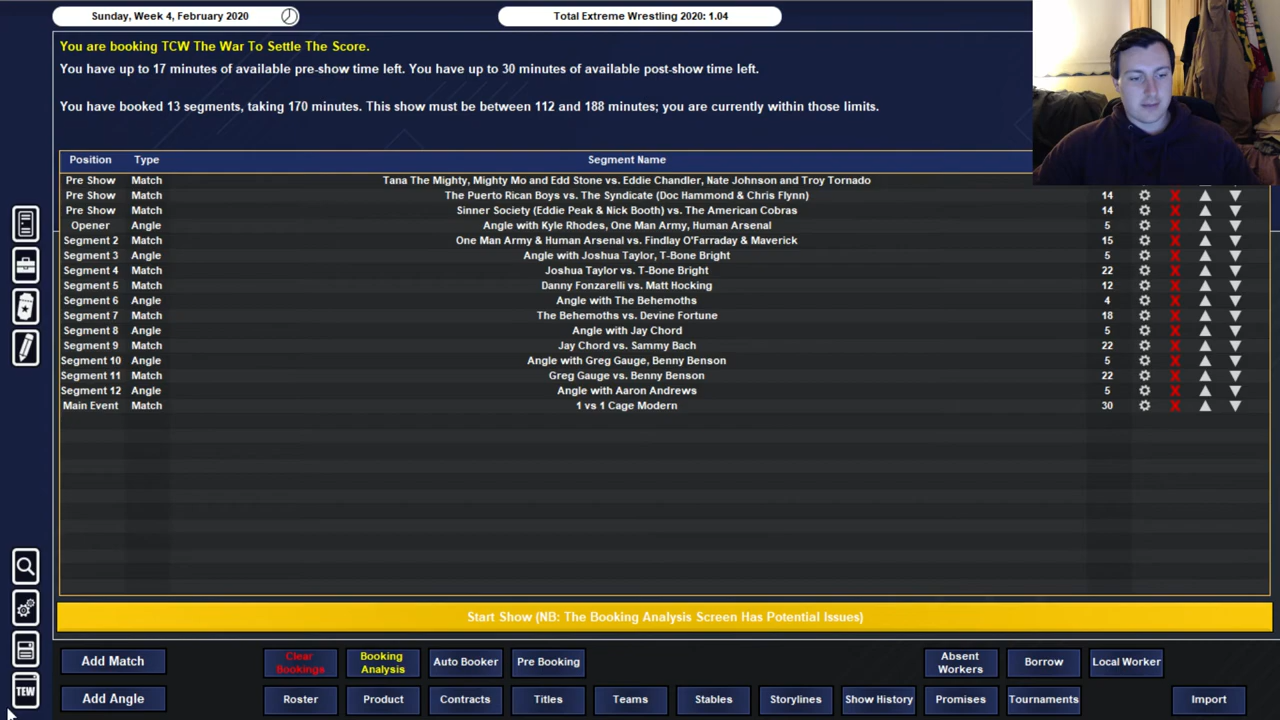 Sunday, Week 4, February 2020
Total Extreme Wrestling 2020: 1.04
You are booking TCW The War To Settle The Score.
You have up to 17 minutes of available pre-show time left. You have up to 30 minutes of available post-show time left.
You have booked 13 segments, taking 170 minutes. This show must be between 112 and 188 minutes; you are currently within those limits.
Position Type Segment Name
Pre Show Match Tana The Mighty, Mighty Mo and Edd Stone vs. Eddie Chandler, Nate Johnson and Troy Tornado
Pre Show Match The Puerto Rican Boys vs. The Syndicate (Doc Hammond & Chris Flynn) 14 X
Pre Show Match Sinner Society (Eddie Peak & Nick Booth) vs. The American Cobras 14 X
Opener Angle Angle with Kyle Rhodes, One Man Army, Human Arsenal 5 X
Segment 2 Match One Man Army & Human Arsenal vs. Findlay O'Farraday & Maverick 15 X
Segment 3 Angle Angle with Joshua Taylor, T-Bone Bright 5 X
Segment 4 Match Joshua Taylor vs. T-Bone Bright 22 X
Segment 5 Match Danny Fonzarelli vs. Matt Hocking 12 X
Segment 6 Angle Angle with The Behemoths 4 X
Segment 7 Match The Behemoths vs. Devine Fortune 18 X
Segment 8 Angle Angle with Jay Chord 5 X
Segment 9 Match Jay Chord vs. Sammy Bach 22 X
Segment 10 Angle Angle with Greg Gauge, Benny Benson 5 X
Segment 11 Match Greg Gauge vs. Benny Benson 22 X
Segment 12 Angle Angle with Aaron Andrews 5 X
Main Event Match 1 vs 1 Cage Modern 30 X
Start Show (NB: The Booking Analysis Screen Has Potential Issues)
Add Match Clear Bookings Booking Analysis Auto Booker Pre Booking Absent Workers Borrow Local Worker
TEW
Add Angle Roster Product Contracts Titles Teams Stables Storylines Show History Promises Tournaments Import